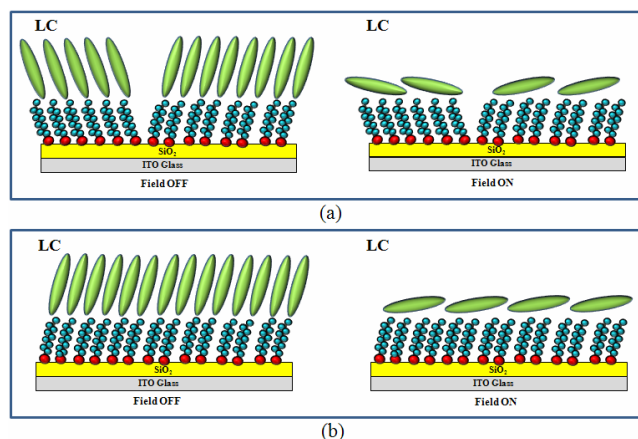 LC
SiO2
ITO Glass
Field OFF
LC
SiO2
ITO Glass
Field ON
(a)
LC
SiO2
ITO Glass
Field OFF
LC
SiO2
ITO Glass
Field ON
(b)